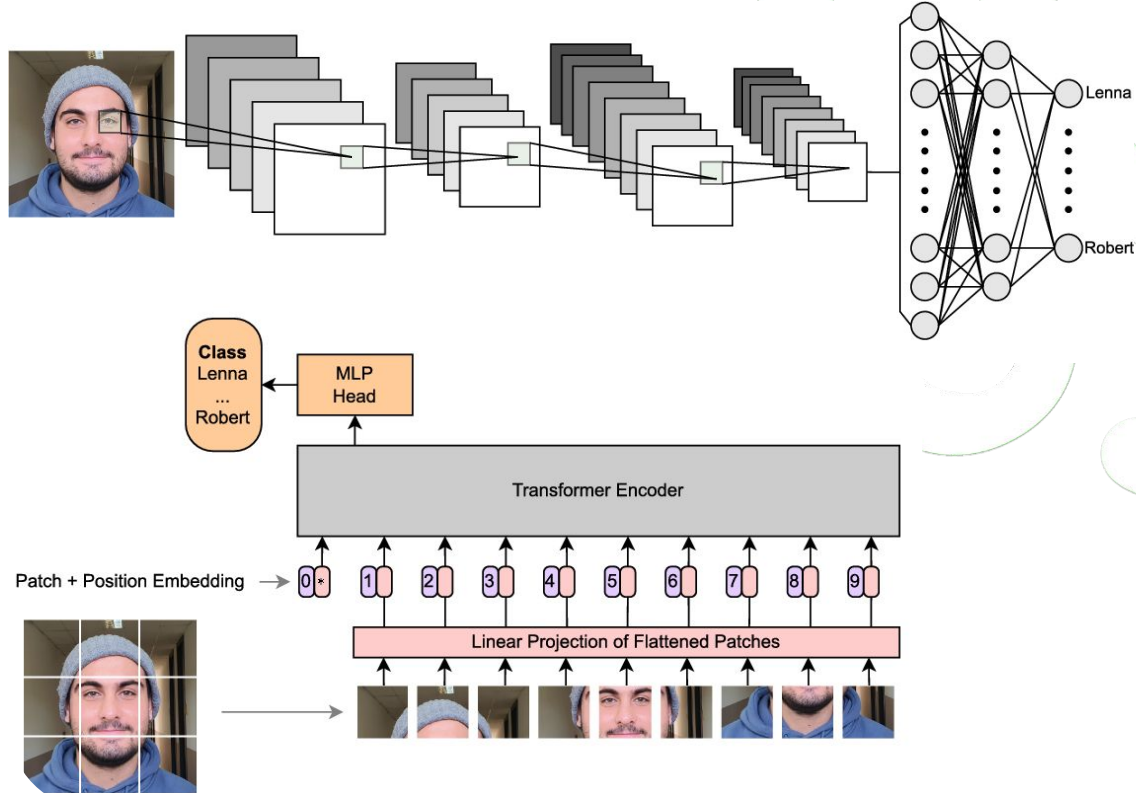 Lenna
Robert
Class
Lenna
...
Robert
MLP
Head
Transformer Encoder
Patch + Position Embedding
0 * 1 2 3 4 5 6 7 8 9
Linear Projection of Flattened Patches